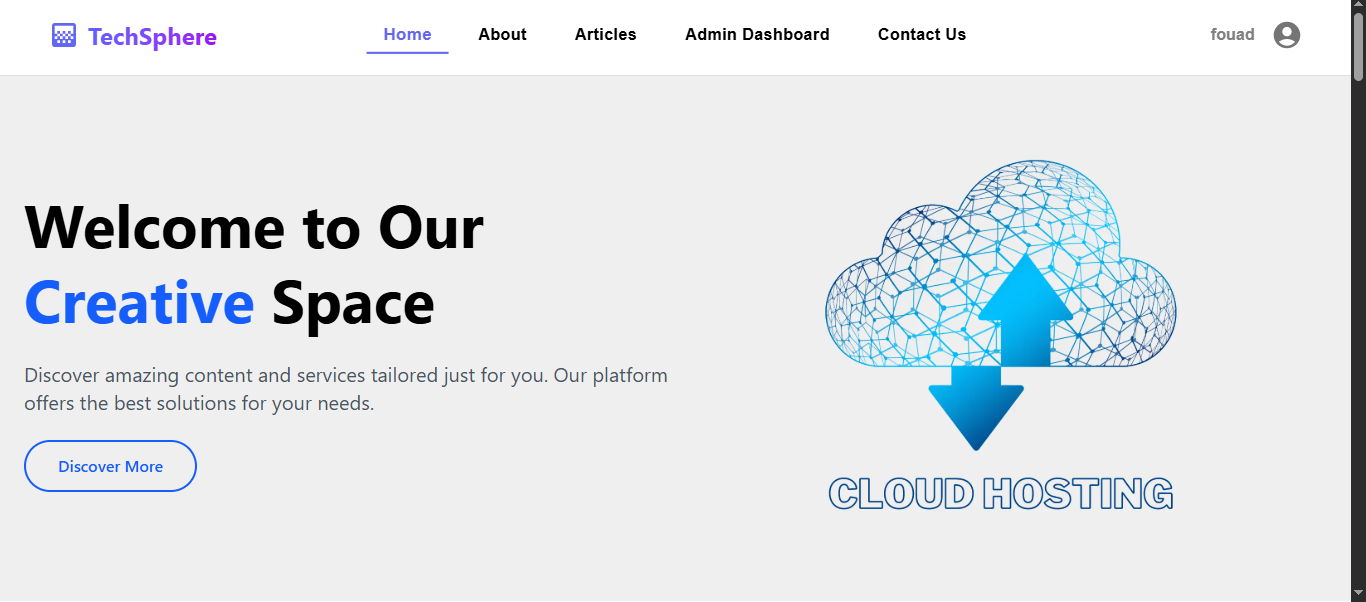 TechSphere
Home
About
Articles
Admin Dashboard
Contact Us
fouad
Welcome to Our
Creative Space
Discover amazing content and services tailored just for you. Our platform
offers the best solutions for your needs.
Discover More
CLOUD HOSTING